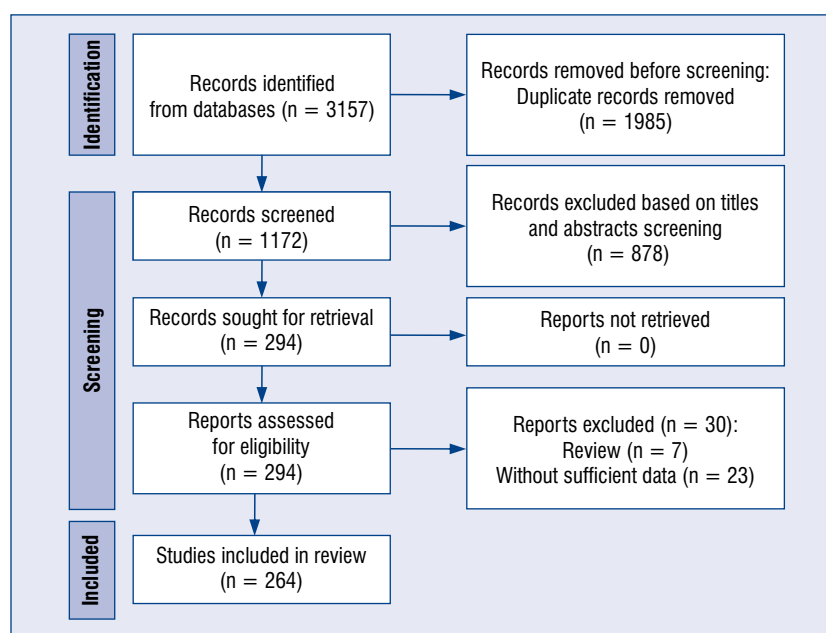 Identification
Records identified
from databases (n = 3157)
Records removed before screening:
Duplicate records removed
(n = 1985)
Screening
Records screened
(n = 1172)
Records excluded based on titles
and abstracts screening
(n = 878)
Records sought for retrieval
(n = 294)
Reports not retrieved
(n = 0)
Reports assessed
for eligibility
(n = 294)
Reports excluded (n = 30):
Review (n = 7)
Without sufficient data (n = 23)
Included
Studies included in review
(n = 264)